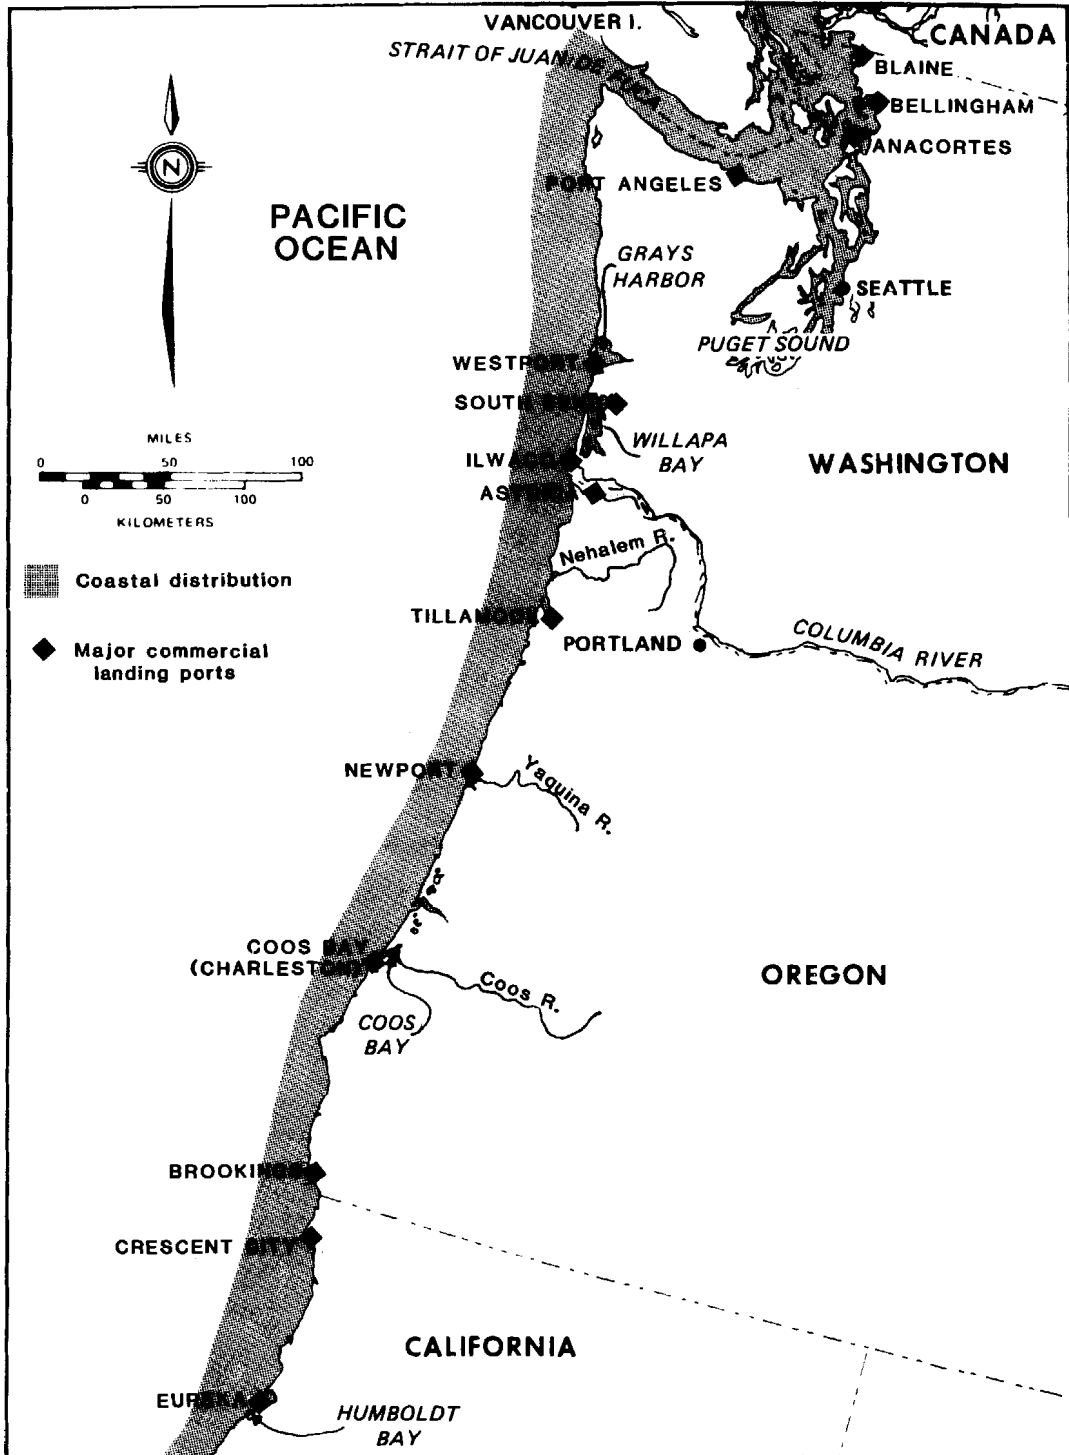 VANCOUVER I.
CANADA
STRAIT OF JUAN DE FUCA
BLAINE
BELLINGHAM
ANACORTES
PORT ANGELES
N
PACIFIC
OCEAN
GRAYS
HARBOR
SEATTLE
PUGET SOUND
WESTPORT
SOUTH BEND
WILLAPA
BAY
MILES
0 50 100
0 50 100
KILOMETERS
ILWACO
WASHINGTON
ASTORIA
Nehalem R.
Coastal distribution
TILLAMOOK
PORTLAND
COLUMBIA RIVER
Major commercial
landing ports
NEWPORT
Yaquina R.
COOS BAY
(CHARLESTON)
Coos R.
OREGON
COOS
BAY
BROOKINGS
CRESCENT CITY
CALIFORNIA
EUREKA
HUMBOLDT
BAY